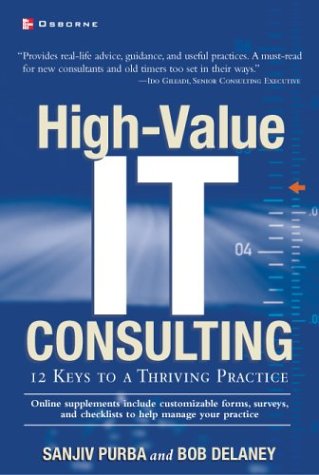 OSBORNE
"Provides real-life advice, guidance, and useful practices. A must-read
for new consultants and old timers too set in their ways."
—IDO GILEADI, SENIOR CONSULTING EXECUTIVE
High-Value
IT
04
CONSULTING
12 KEYS TO A THRIVING PRACTICE
Online supplements include customizable forms, surveys,
and checklists to help manage your practice
SANJIV PURBA and BOB DELANEY